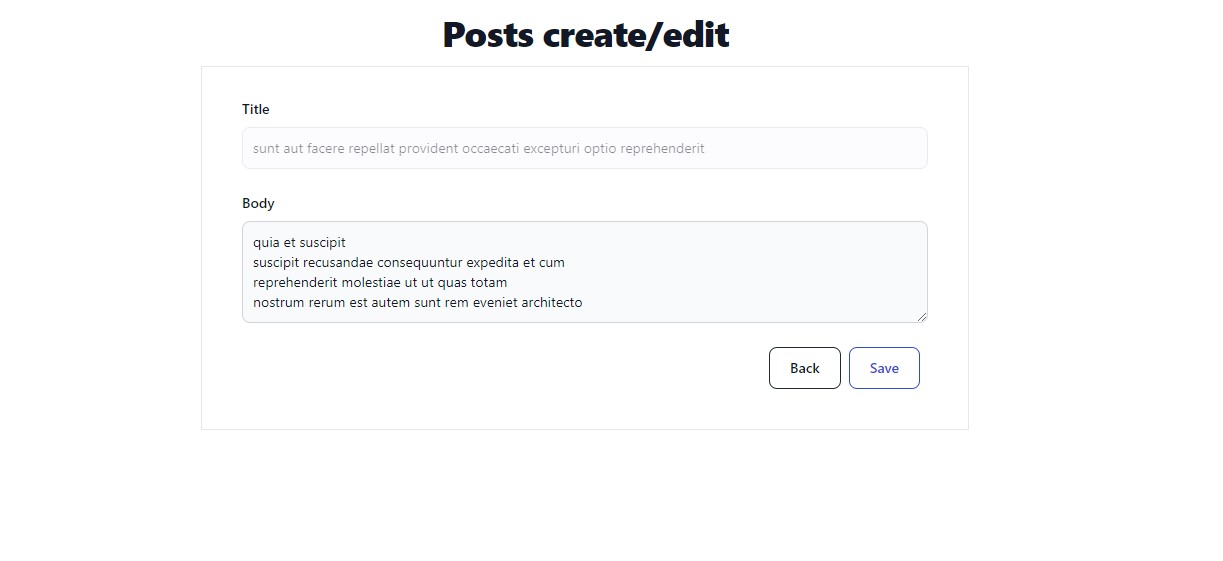 Posts create/edit
Title
sunt aut facere repellat provident occaecati excepturi optio reprehenderit
Body
quia et suscipit
suscipit recusandae consequuntur expedita et cum
reprehenderit molestiae ut ut quas totam
nostrum rerum est autem sunt rem eveniet architecto
Back Save